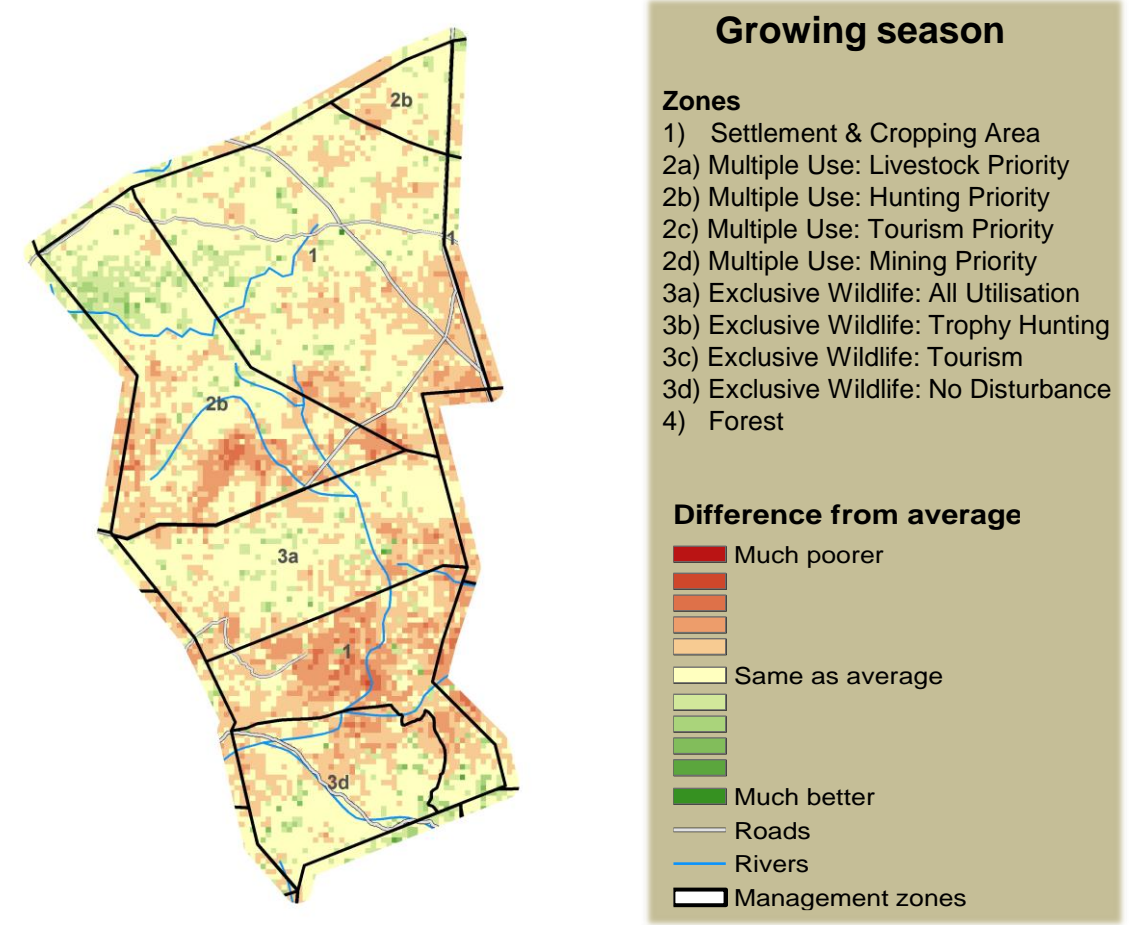 Growing season
Zones
1) Settlement & Cropping Area
2a) Multiple Use: Livestock Priority
2b) Multiple Use: Hunting Priority
2c) Multiple Use: Tourism Priority
2d) Multiple Use: Mining Priority
3a) Exclusive Wildlife: All Utilisation
3b) Exclusive Wildlife: Trophy Hunting
3c) Exclusive Wildlife: Tourism
3d) Exclusive Wildlife: No Disturbance
4) Forest
Difference from average
Much poorer
Same as average
Much better
Roads
Rivers
Management zones
2b
1
1
2b
3a
1
3d